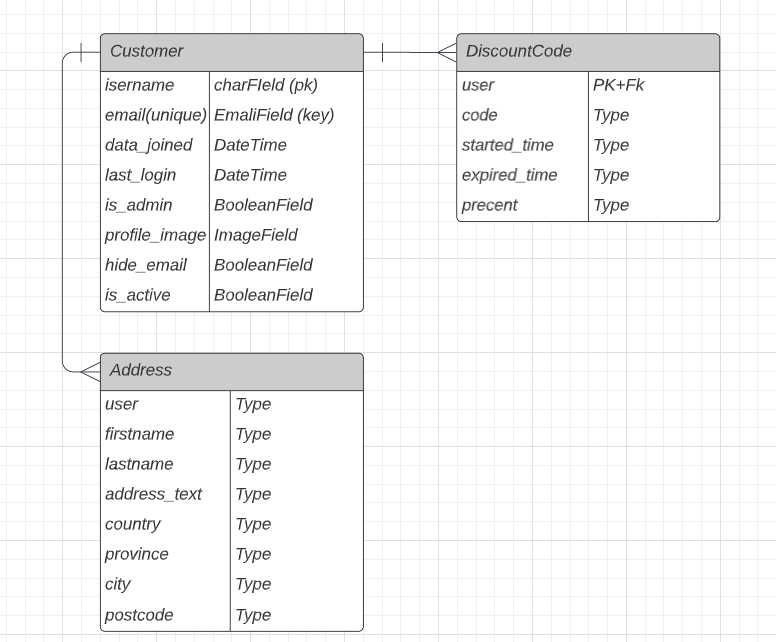 Customer
isername charFIeld (pk)
email(unique) EmaliField (key)
data_joined DateTime
last_login DateTime
is_admin BooleanField
profile_image ImageField
hide_email BooleanField
is_active BooleanField
DiscountCode
user PK+Fk
code Type
started_time Type
expired_time Type
precent Type
Address
user Type
firstname Type
lastname Type
address_text Type
country Type
province Type
city Type
postcode Type